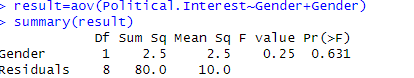 > result=aov(Political.Interest~Gender+Gender)
> summary(result)
Df Sum Sq Mean Sq F value Pr(>F)
Gender 1 2.5 2.5 0.25 0.631
Residuals 8 80.0 10.0